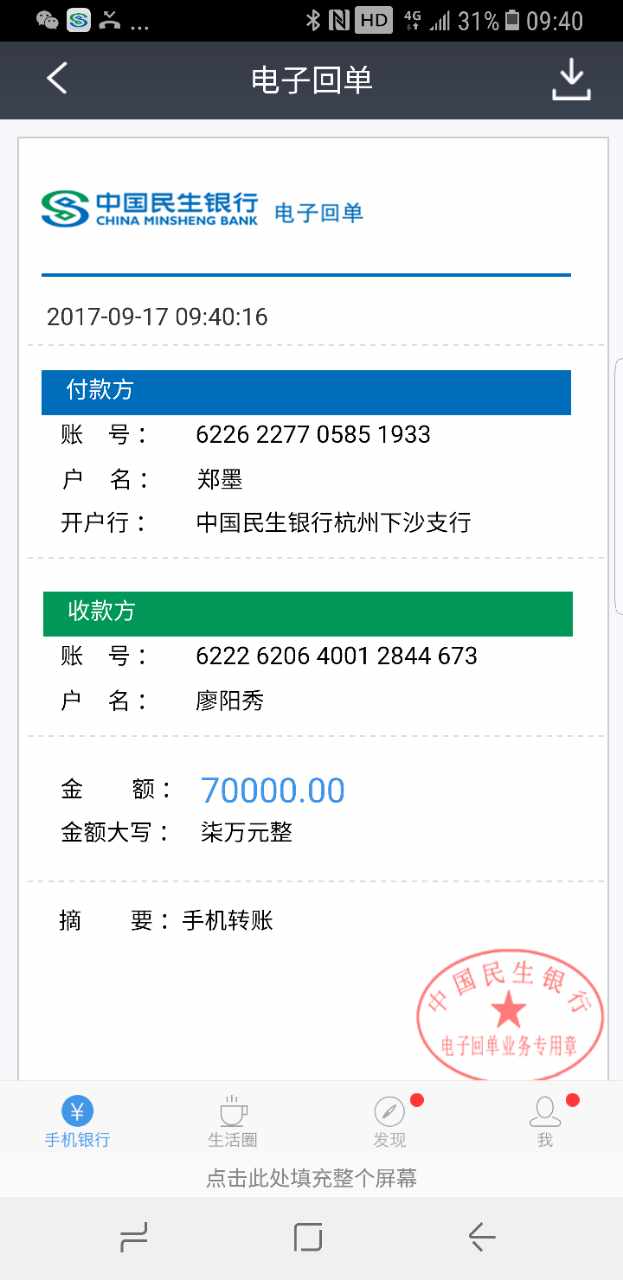 ... HD 4G 31% 09:40
电子回单
中国民生银行 电子回单
CHINA MINSHENG BANK
2017-09-17 09:40:16
付款方
账 号： 6226 2277 0585 1933
户 名： 郑墨
开户行： 中国民生银行杭州下沙支行
收款方
账 号： 6222 6206 4001 2844 673
户 名： 廖阳秀
金 额： 70000.00
金额大写： 柒万元整
摘 要：手机转账
中国民生银行
电子回单业务专用章
¥
手机银行 生活圈 发现 我
点击此处填充整个屏幕